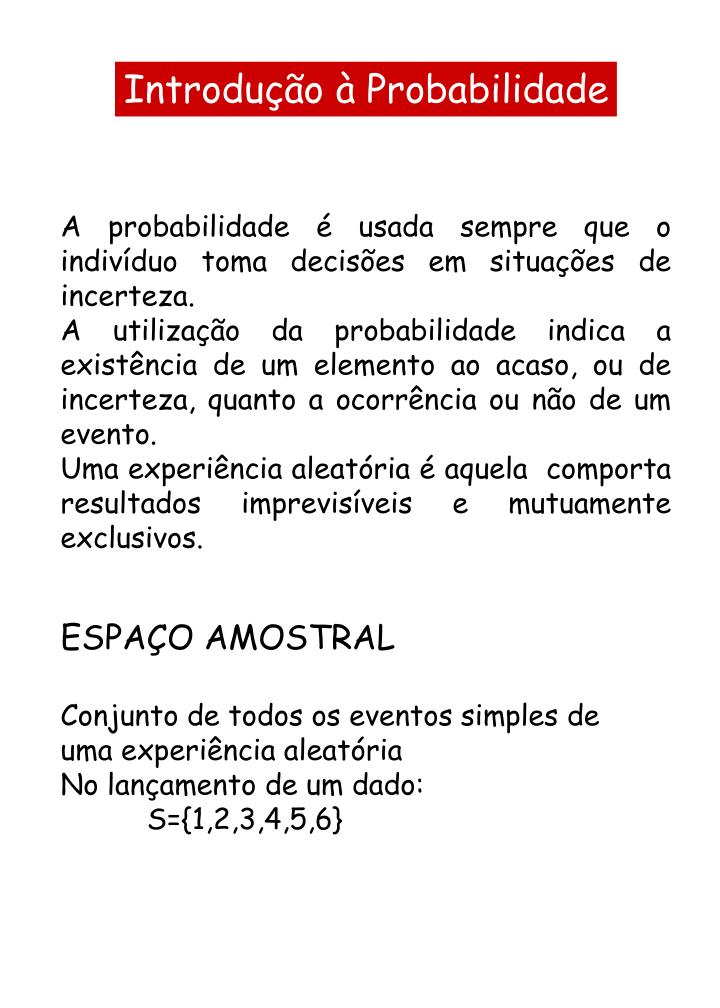 Introdução à Probabilidade
A probabilidade é usada sempre que o
indivíduo toma decisões em situações de
incerteza.
A utilização da probabilidade indica a
existência de um elemento ao acaso, ou de
incerteza, quanto a ocorrência ou não de um
evento.
Uma experiência aleatória é aquela comporta
resultados imprevisíveis e mutuamente
exclusivos.
ESPAÇO AMOSTRAL
Conjunto de todos os eventos simples de
uma experiência aleatória
No lançamento de um dado:
S={1,2,3,4,5,6}